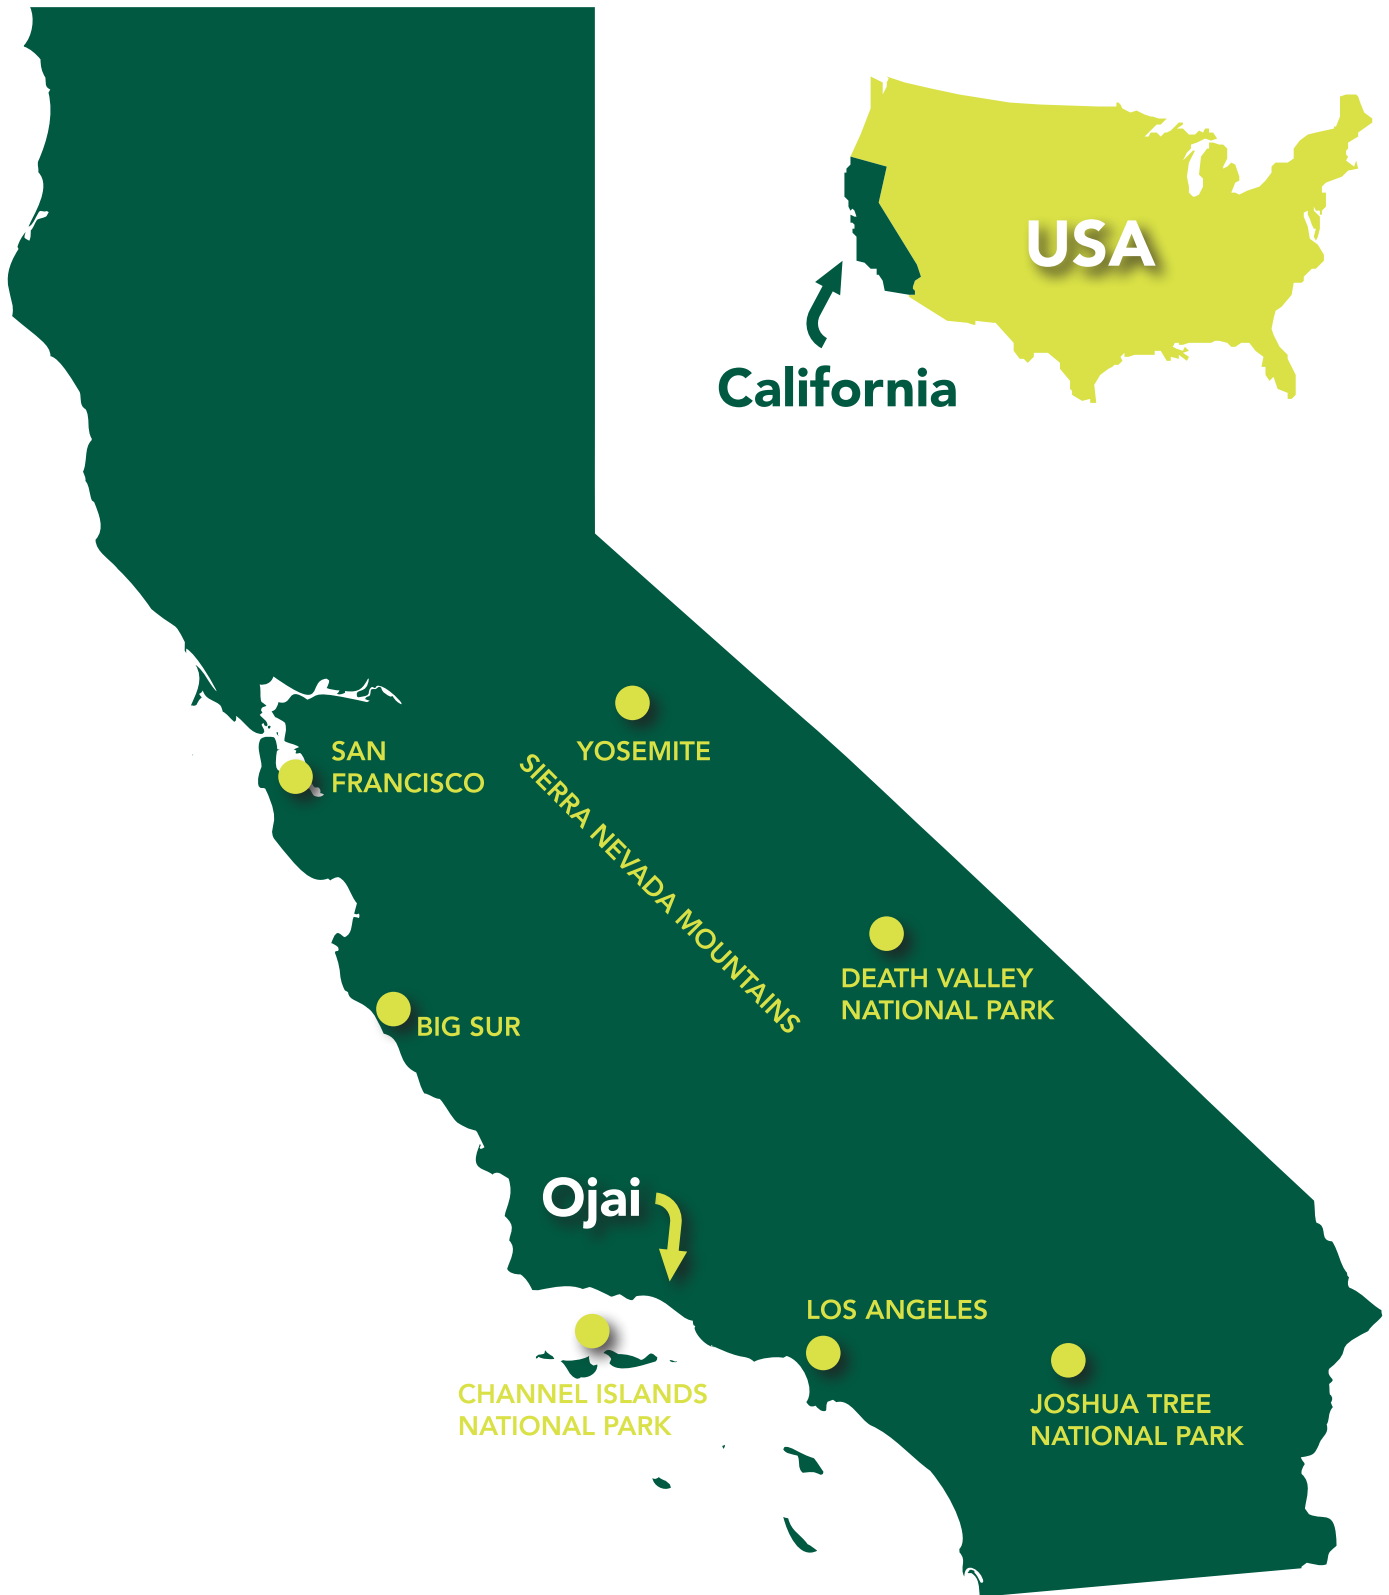 USA
California
SAN
FRANCISCO
YOSEMITE
SIERRA NEVADA MOUNTAINS
DEATH VALLEY
NATIONAL PARK
BIG SUR
Ojai
LOS ANGELES
CHANNEL ISLANDS
NATIONAL PARK
JOSHUA TREE
NATIONAL PARK